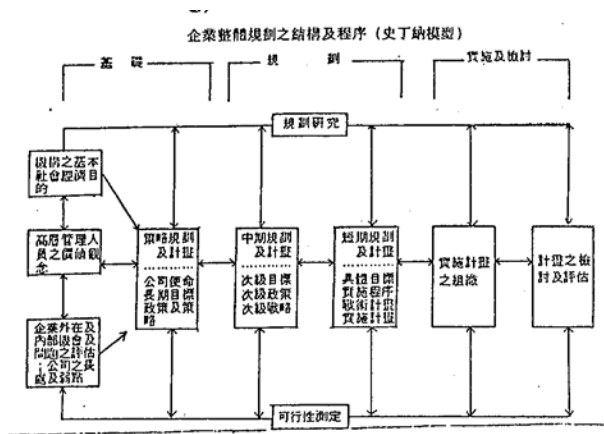 企業整體規劃之結構及程序（史丁納模型）
基礎
規劃
實施及檢討
規劃研究
機構之基本
社會經濟目
的
高層管理人
員之價值觀
念
企業外在及
內部機會及
問題之評估
：公司之長
處及弱點
策略規劃
及計畫
公司使命
長期目標
政策及策
略
中期規劃
及計畫
次級目標
次級政策
次級戰略
短期規劃
及計畫
具體目標
實施程序
戰術計畫
實施計畫
實施計畫
之組織
計畫之檢
討及評估
可行性測定